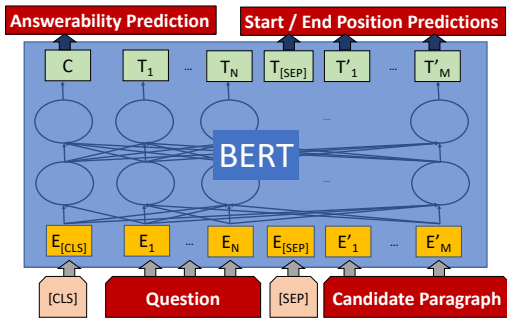 Answerability Prediction Start / End Position Predictions
C T1 ... TN T[SEP] T'1 ... T'M
...
BERT
...
E[CLS] E1 ... EN E[SEP] E'1 ... E'M
[CLS] Question [SEP] Candidate Paragraph